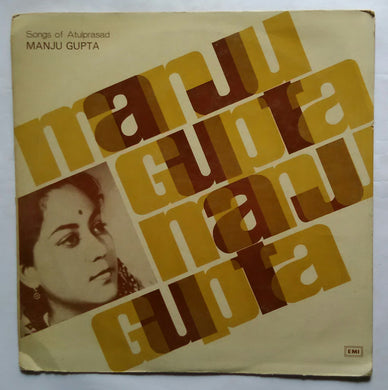 Songs of Atulprasad
MANJU GUPTA
manju
Gupta
manju
Gupta
EMI